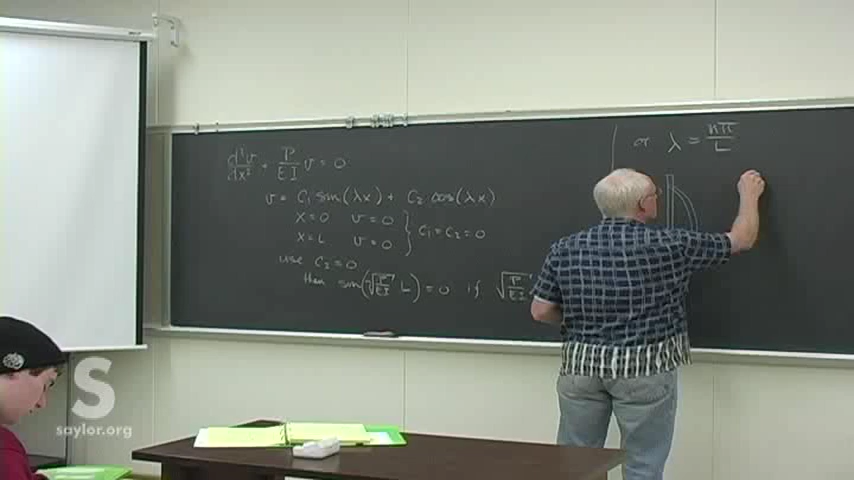 d²v/dx² + P/EI v = 0
v = C₁ sin(λx) + C₂ cos(λx)
x=0 v=0 } C₁=C₂=0
x=L v=0
use C₂=0
then sin(√P/EI L) = 0 if √P/EI
or λ = nπ/L
S
saylor.org